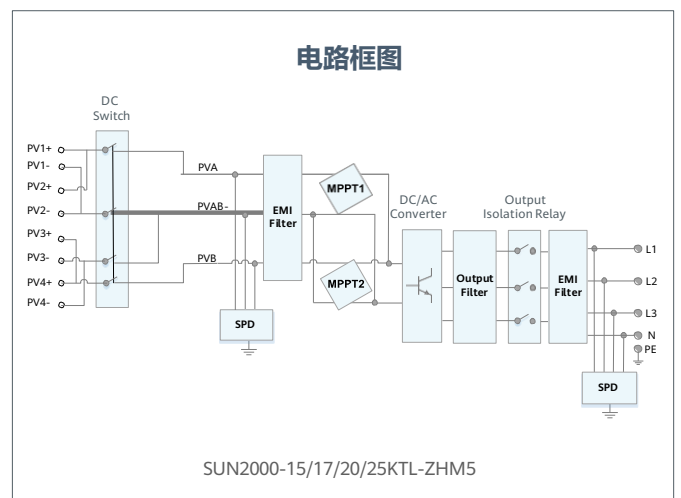 电路框图
DC
Switch
PV1+
PV1-
PV2+
PV2-
PV3+
PV3-
PV4+
PV4-
PVA
PVAB-
PVB
EMI
Filter
SPD
MPPT1
MPPT2
DC/AC
Converter
Output
Filter
Output
Isolation Relay
EMI
Filter
L1
L2
L3
N
PE
SPD
SUN2000-15/17/20/25KTL-ZHM5